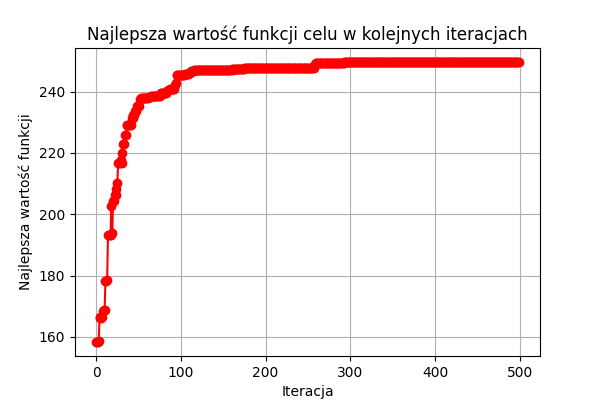 Najlepsza wartość funkcji celu w kolejnych iteracjach
Najlepsza wartość funkcji
240
220
200
180
160
0 100 200 300 400 500
Iteracja